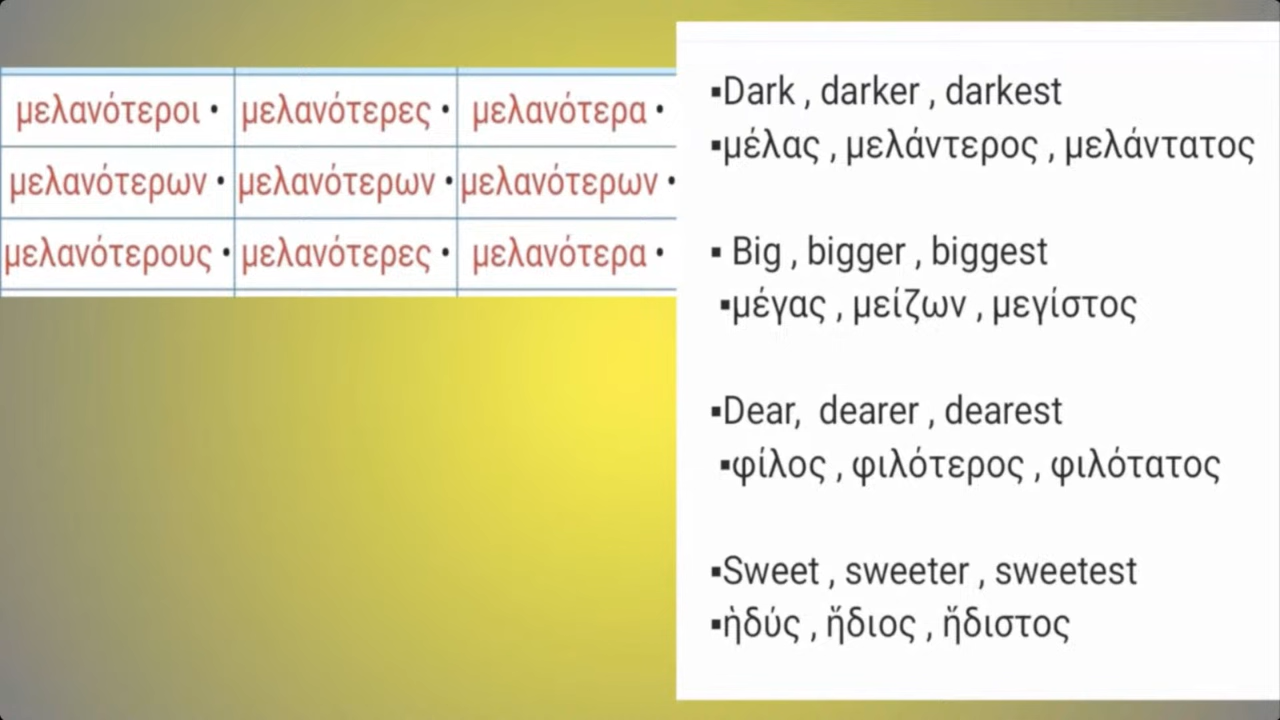 μελανότεροι • μελανότερες • μελανότερα •
μελανότερων • μελανότερων • μελανότερων •
μελανότερους • μελανότερες • μελανότερα •
▪Dark , darker , darkest
▪μέλας , μελάντερος , μελάντατος
▪ Big , bigger , biggest
▪μέγας , μείζων , μεγίστος
▪Dear, dearer , dearest
▪φίλος , φιλότερος , φιλότατος
▪Sweet , sweeter , sweetest
▪ἡδύς , ἥδιος , ἥδιστος